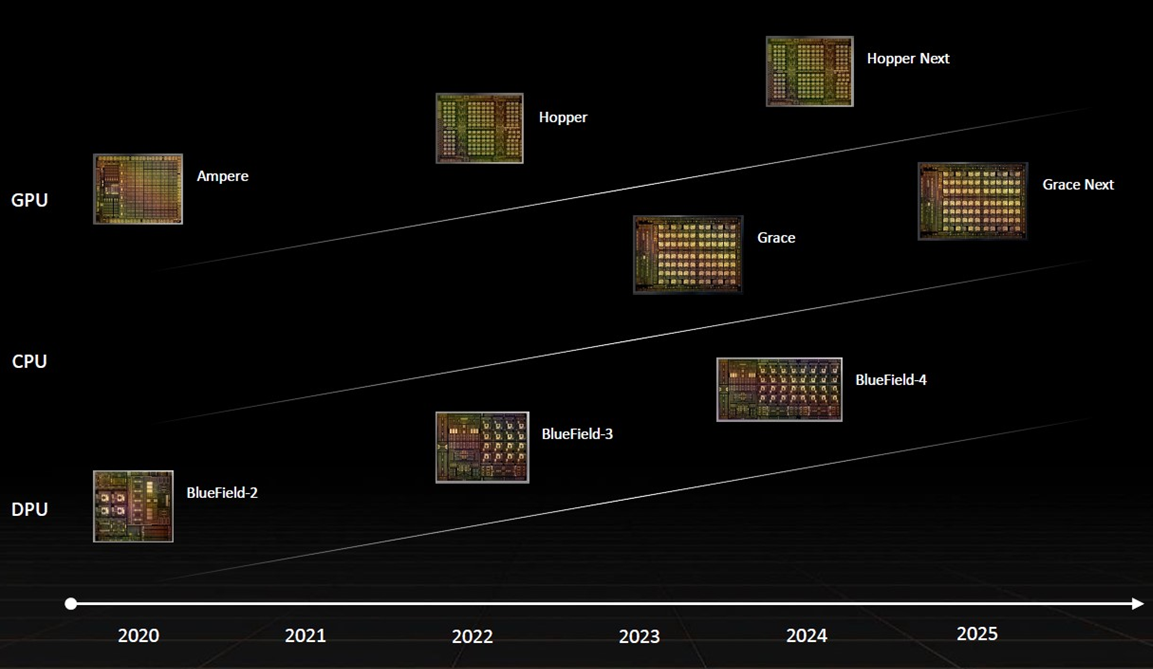 Hopper Next
Hopper
Ampere
GPU
Grace Next
Grace
CPU
BlueField-4
BlueField-3
BlueField-2
DPU
2020 2021 2022 2023 2024 2025